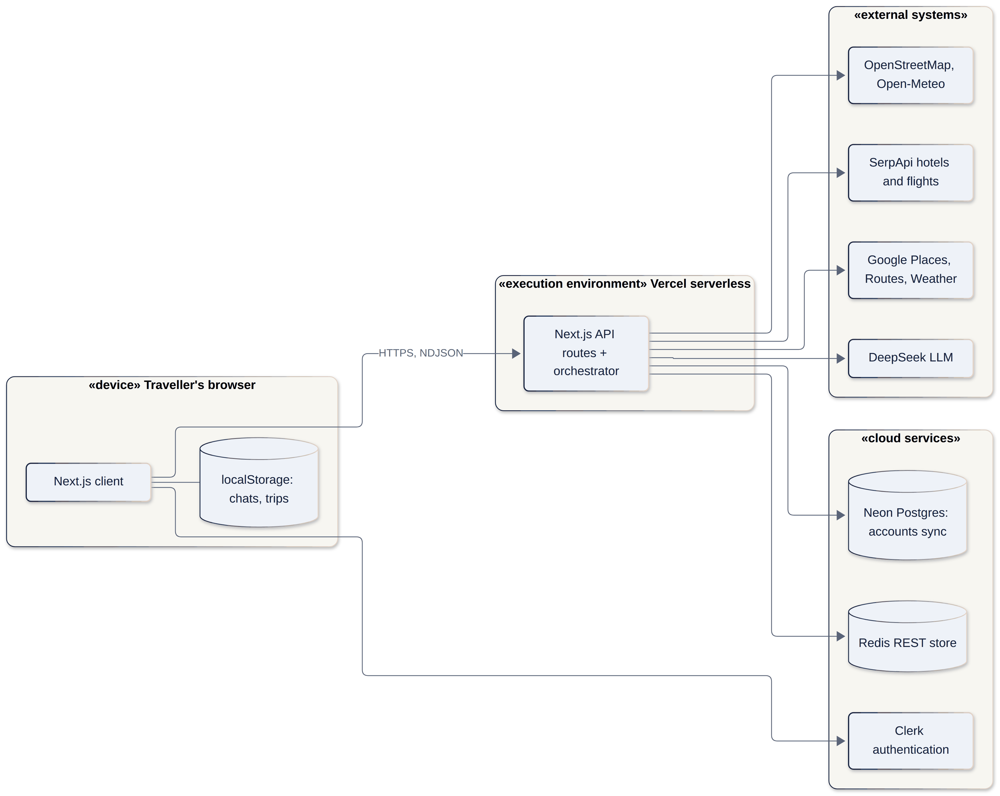 «external systems»
OpenStreetMap,
Open-Meteo
SerpApi hotels
and flights
Google Places,
Routes, Weather
DeepSeek LLM
«execution environment» Vercel serverless
Next.js API
routes +
orchestrator
HTTPS, NDJSON
«device» Traveller's browser
Next.js client
localStorage:
chats, trips
«cloud services»
Neon Postgres:
accounts sync
Redis REST store
Clerk
authentication